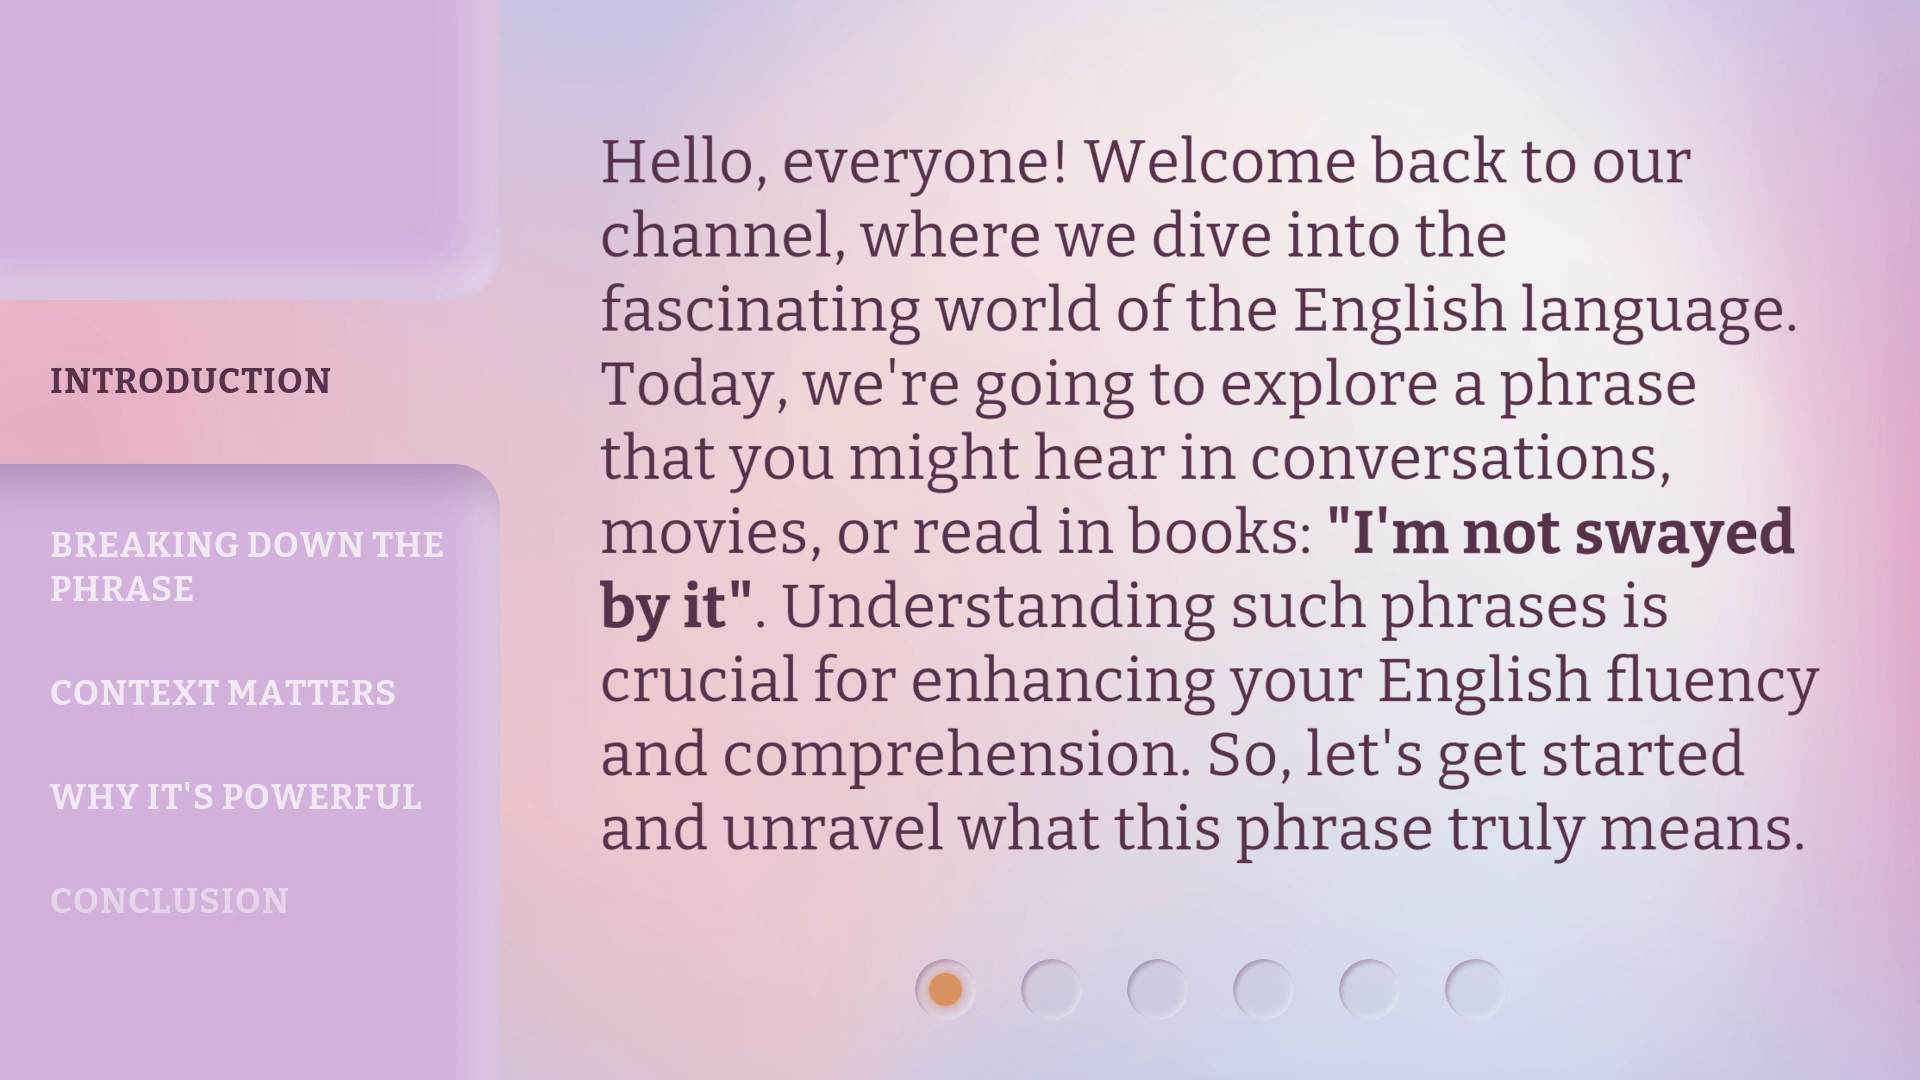 INTRODUCTION
BREAKING DOWN THE
PHRASE
CONTEXT MATTERS
WHY IT'S POWERFUL
CONCLUSION
Hello, everyone! Welcome back to our
channel, where we dive into the
fascinating world of the English language.
Today, we're going to explore a phrase
that you might hear in conversations,
movies, or read in books: "I'm not swayed
by it". Understanding such phrases is
crucial for enhancing your English fluency
and comprehension. So, let's get started
and unravel what this phrase truly means.